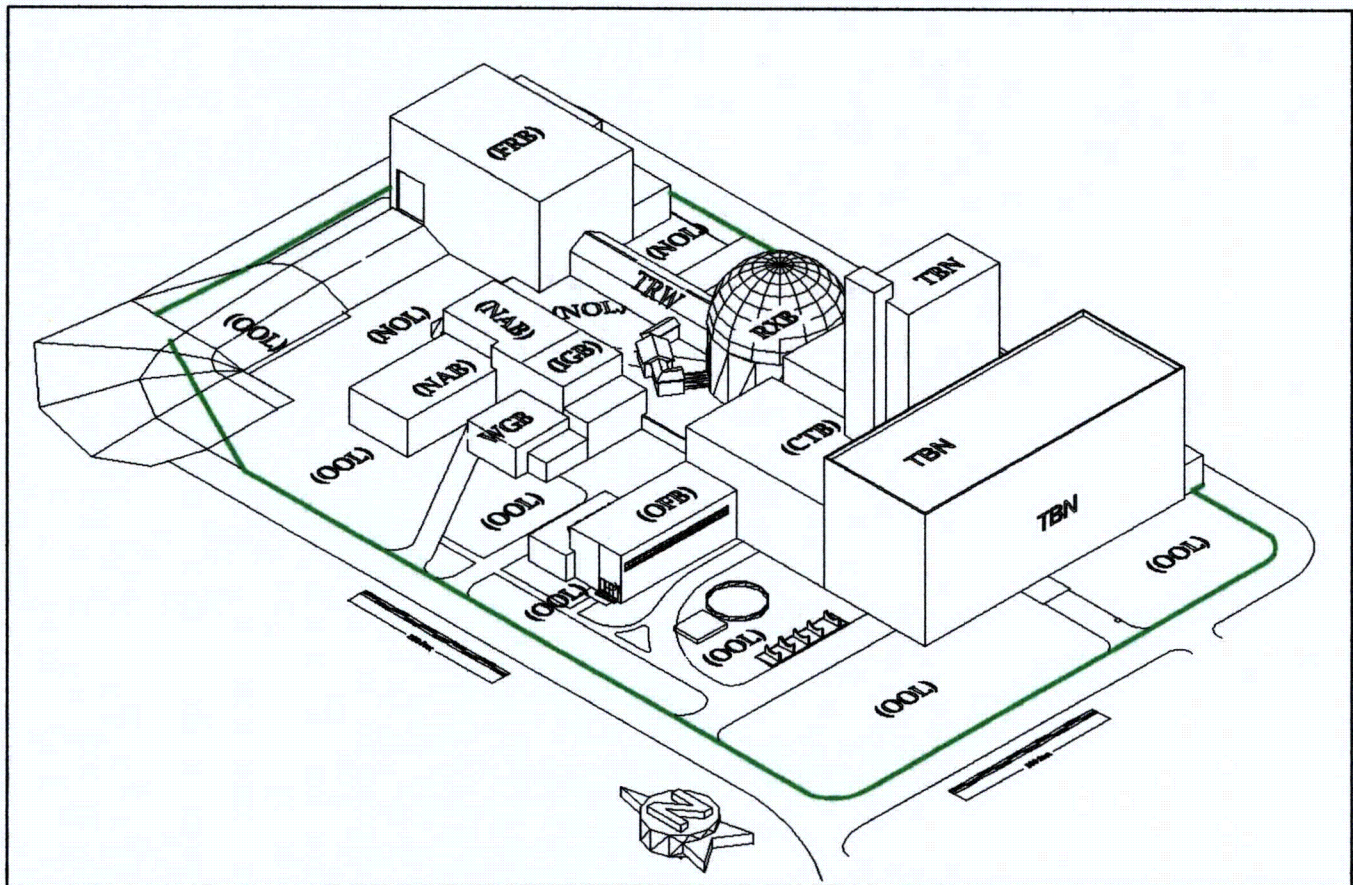 (FRB)
(NOL)
TBN
TRW
RXB
(NOL)
(NAB)
(OOL)
(NOL)
(IGB)
(NAB)
WGB
(CTB)
TBN
(OOL)
(OOL)
(OFB)
TBN
(OOL)
(OOL)
(OOL)
(OOL)
N